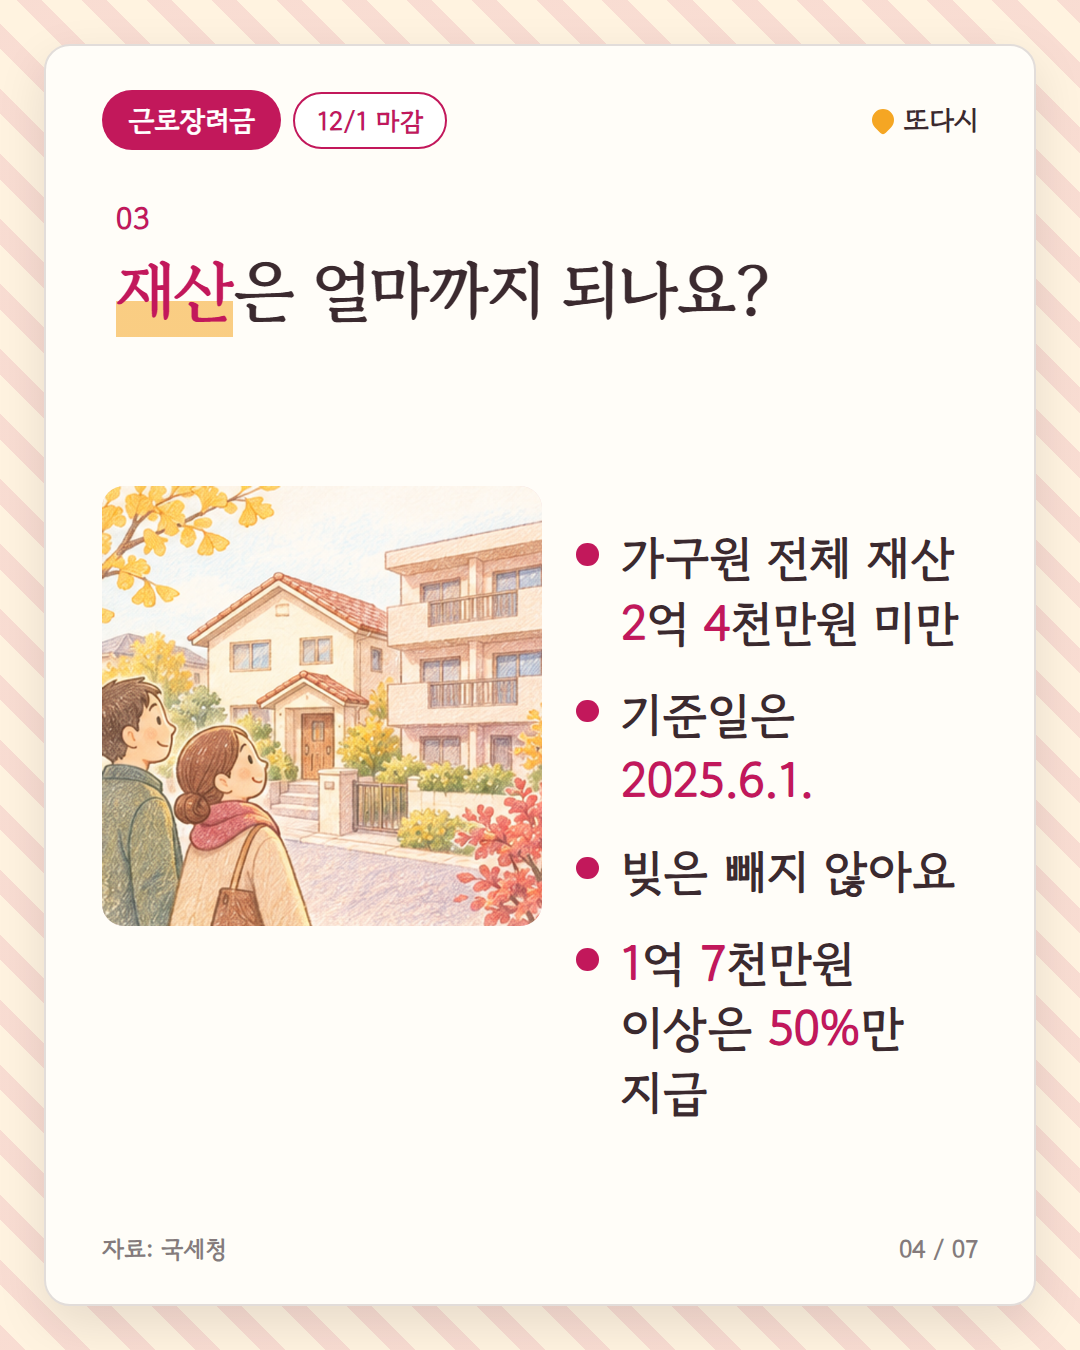 근로장려금
12/1 마감
또다시
03
재산은 얼마까지 되나요?
가구원 전체 재산
2억 4천만원 미만
기준일은
2025.6.1.
빚은 빼지 않아요
1억 7천만원
이상은 50%만
지급
자료: 국세청
04 / 07